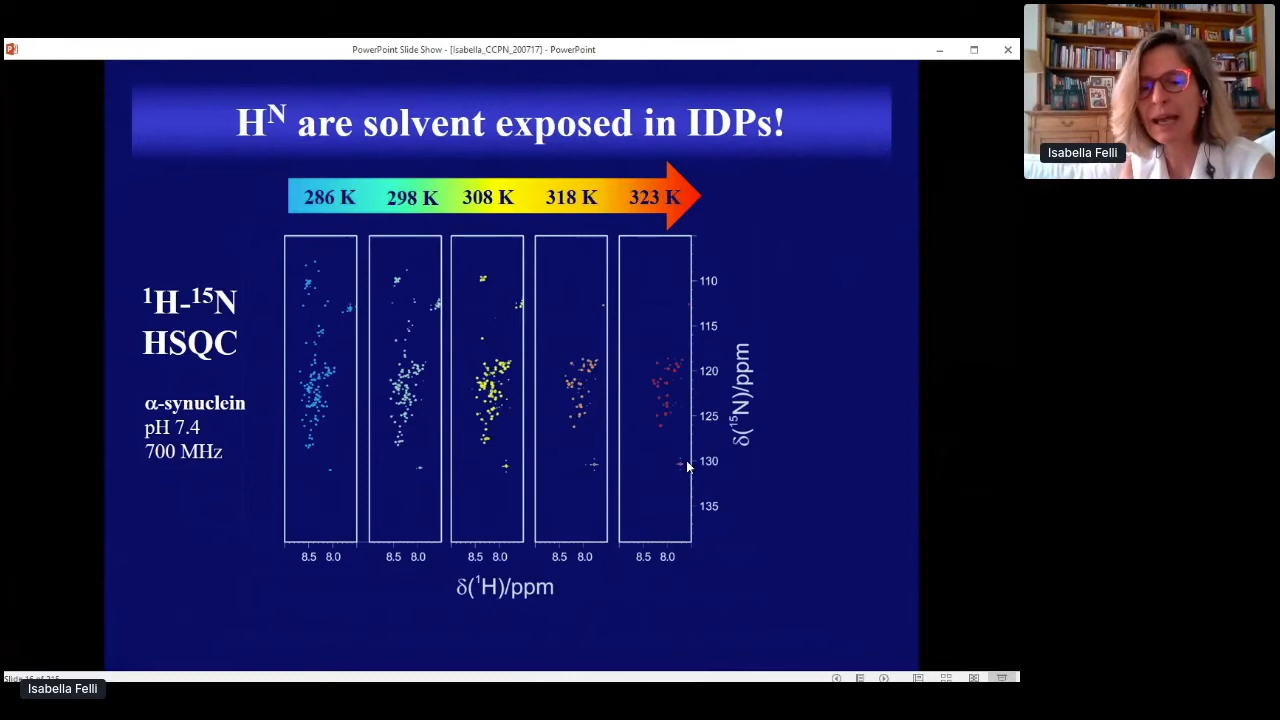 PowerPoint Slide Show - [Isabella_CCPN_200717] - PowerPoint
H^N are solvent exposed in IDPs!
286 K 298 K 308 K 318 K 323 K
¹H-¹⁵N
HSQC
α-synuclein
pH 7.4
700 MHz
110
115
120
125
130
135
δ(¹⁵N)/ppm
8.5 8.0 8.5 8.0 8.5 8.0 8.5 8.0 8.5 8.0
δ(¹H)/ppm
Isabella Felli
Isabella Felli